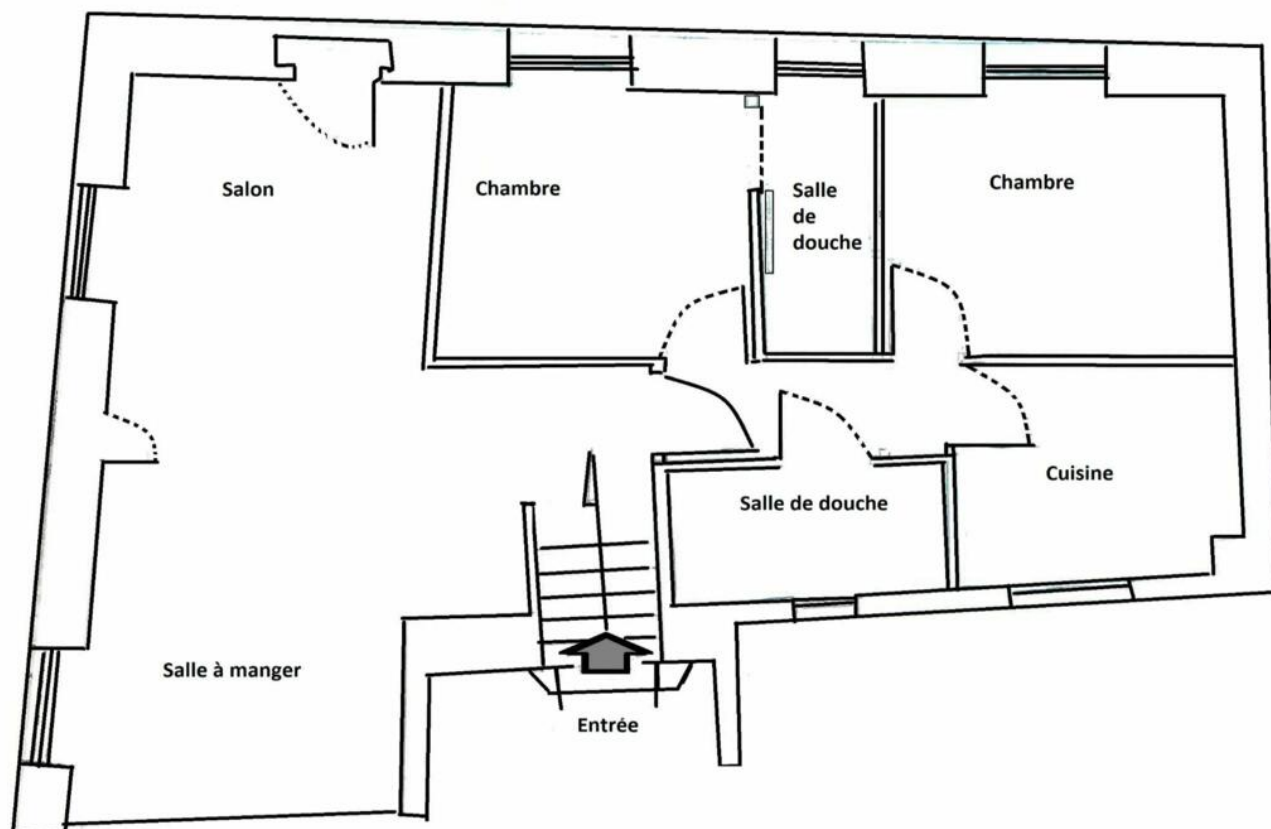 Salon
Chambre
Salle
de
douche
Chambre
Salle de douche
Cuisine
Salle à manger
Entrée